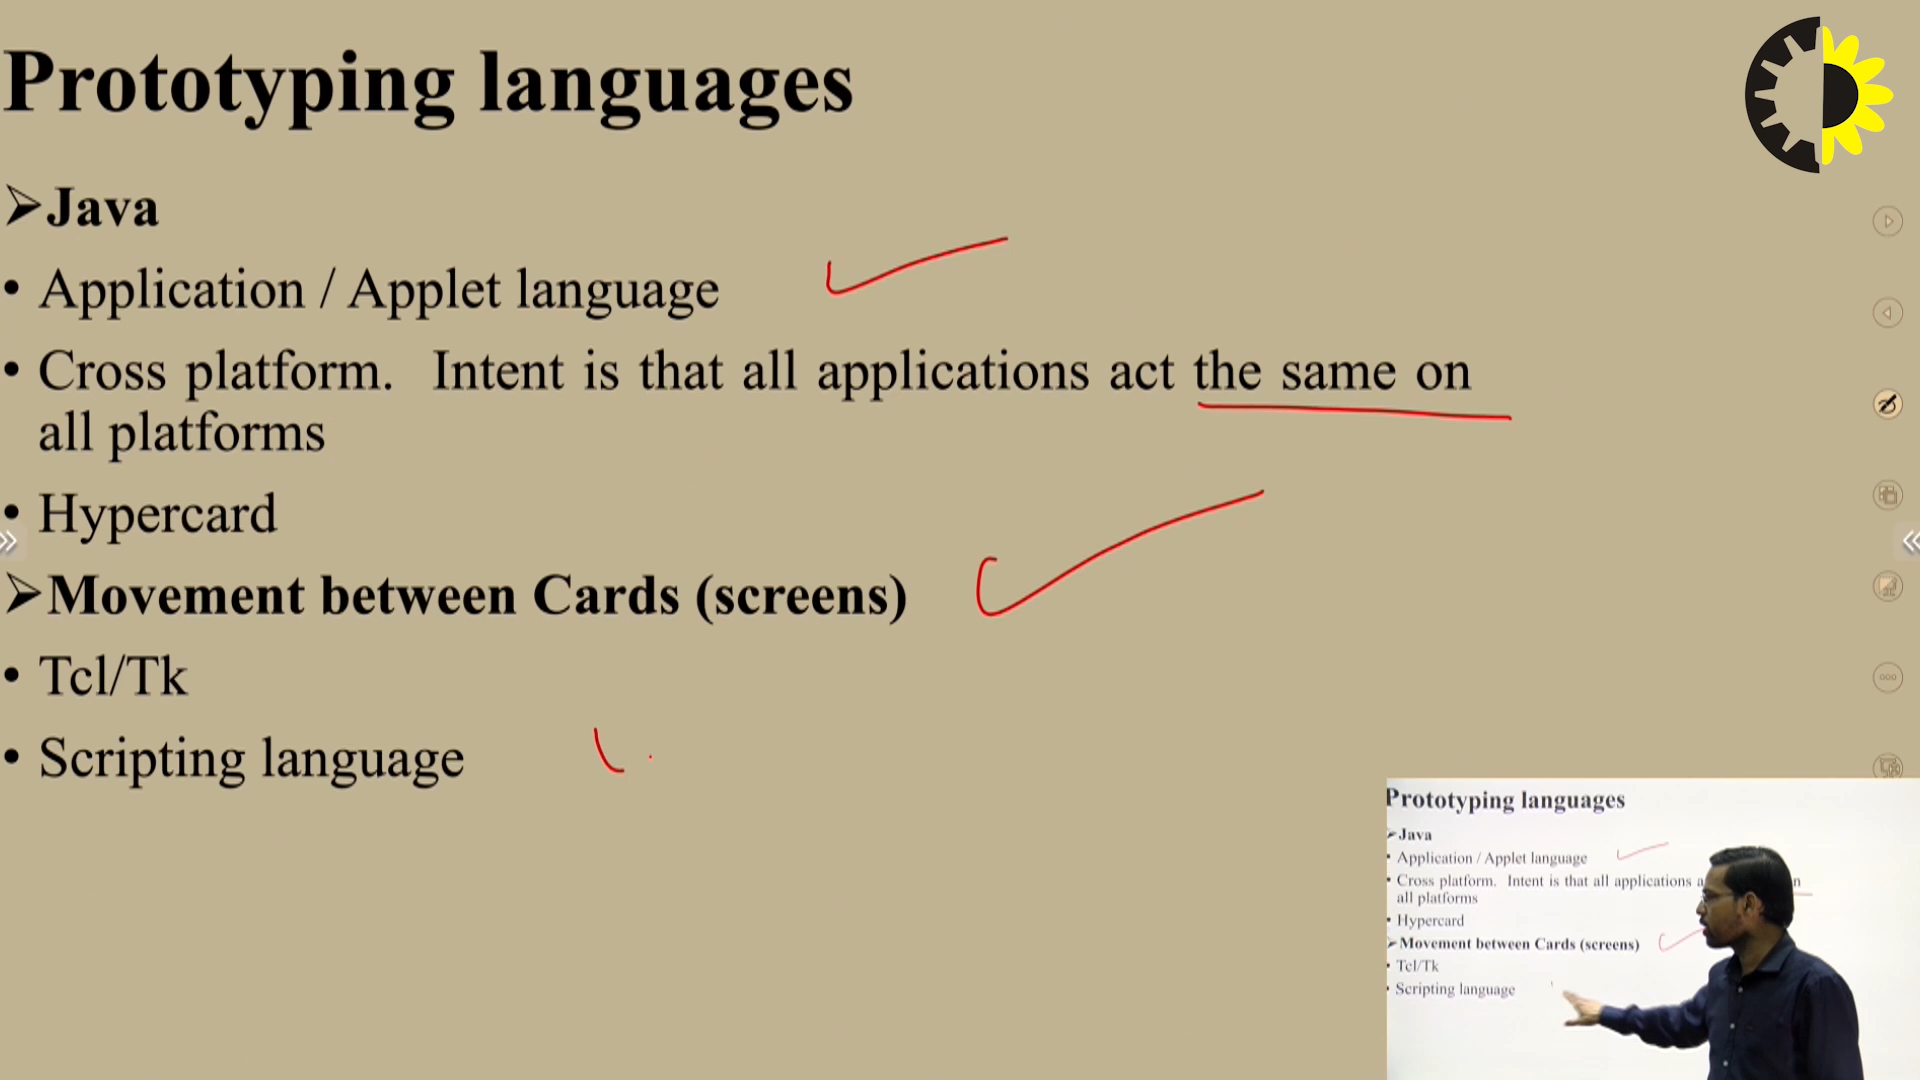 Prototyping languages
➢Java
• Application / Applet language
• Cross platform. Intent is that all applications act the same on
all platforms
• Hypercard
➢Movement between Cards (screens)
• Tcl/Tk
• Scripting language
Prototyping languages
➢Java
• Application / Applet language
• Cross platform. Intent is that all applications a n
all platforms
• Hypercard
➢Movement between Cards (screens)
• Tcl/Tk
• Scripting language